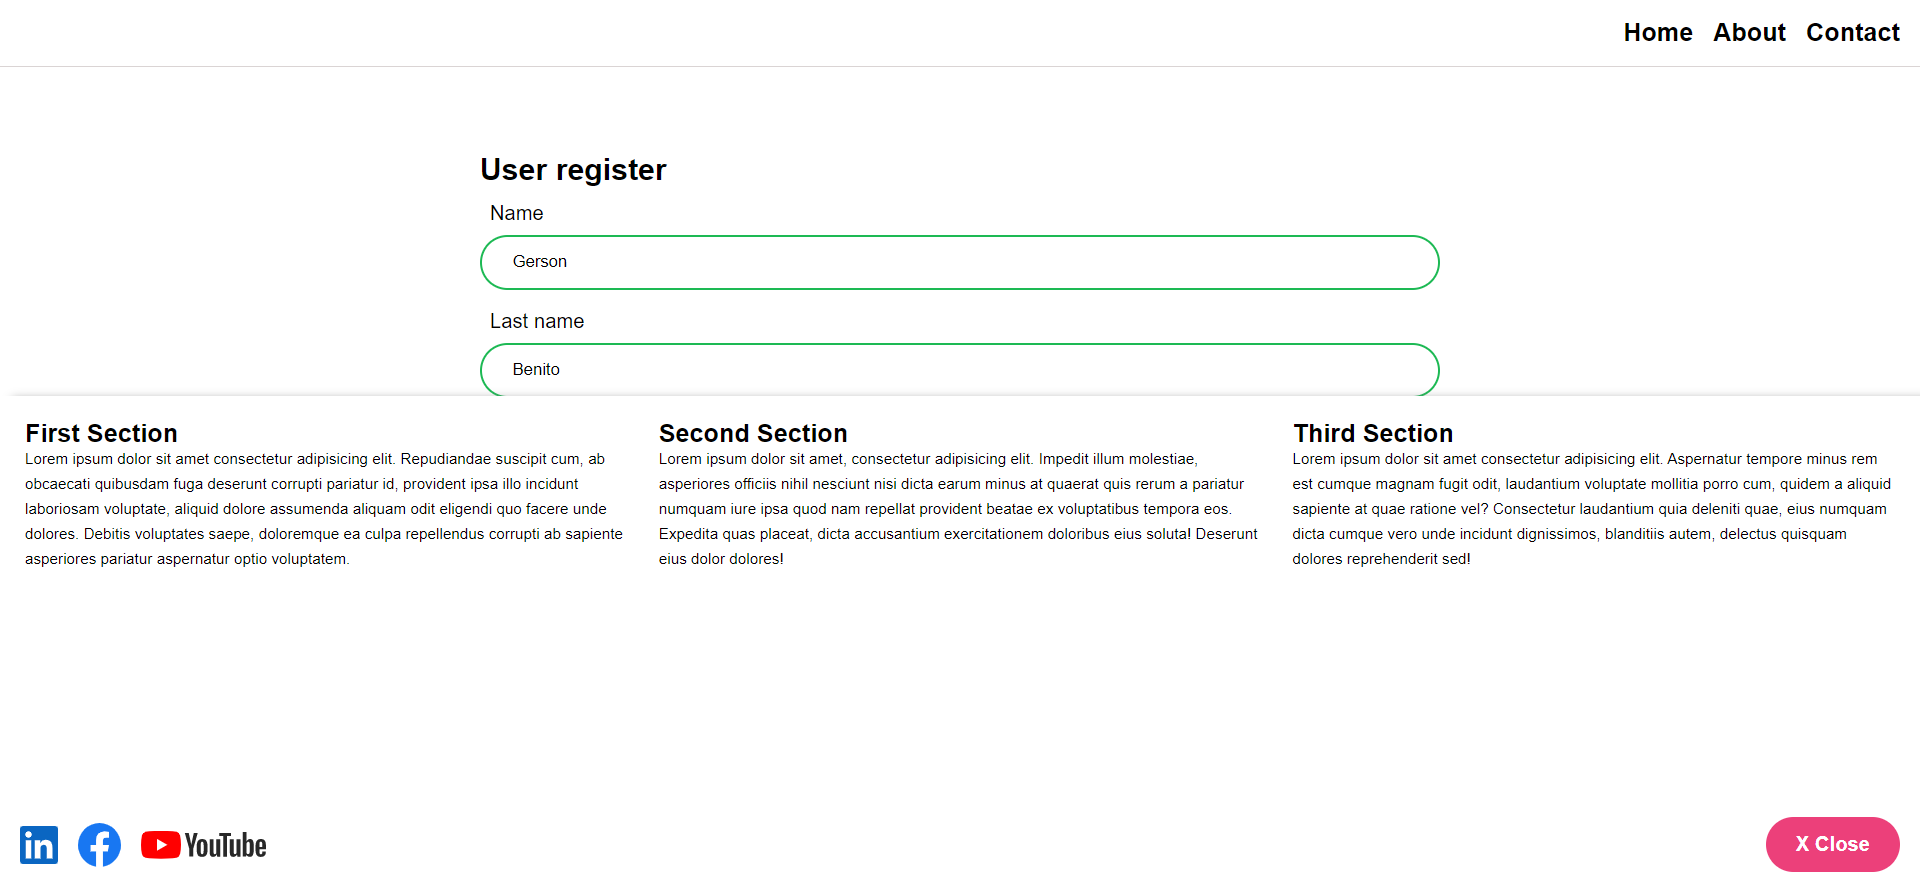 Home About Contact
User register
Name
Gerson
Last name
Benito
First Section
Lorem ipsum dolor sit amet consectetur adipisicing elit. Repudiandae suscipit cum, ab
obcaecati quibusdam fuga deserunt corrupti pariatur id, provident ipsa illo incidunt
laboriosam voluptate, aliquid dolore assumenda aliquam odit eligendi quo facere unde
dolores. Debitis voluptates saepe, doloremque ea culpa repellendus corrupti ab sapiente
asperiores pariatur aspernatur optio voluptatem.
Second Section
Lorem ipsum dolor sit amet, consectetur adipisicing elit. Impedit illum molestiae,
asperiores officiis nihil nesciunt nisi dicta earum minus at quaerat quis rerum a pariatur
numquam iure ipsa quod nam repellat provident beatae ex voluptatibus tempora eos.
Expedita quas placeat, dicta accusantium exercitationem doloribus eius soluta! Deserunt
eius dolor dolores!
Third Section
Lorem ipsum dolor sit amet consectetur adipisicing elit. Aspernatur tempore minus rem
est cumque magnam fugit odit, laudantium voluptate mollitia porro cum, quidem a aliquid
sapiente at quae ratione vel? Consectetur laudantium quia deleniti quae, eius numquam
dicta cumque vero unde incidunt dignissimos, blanditiis autem, delectus quisquam
dolores reprehenderit sed!
in f YouTube
X Close